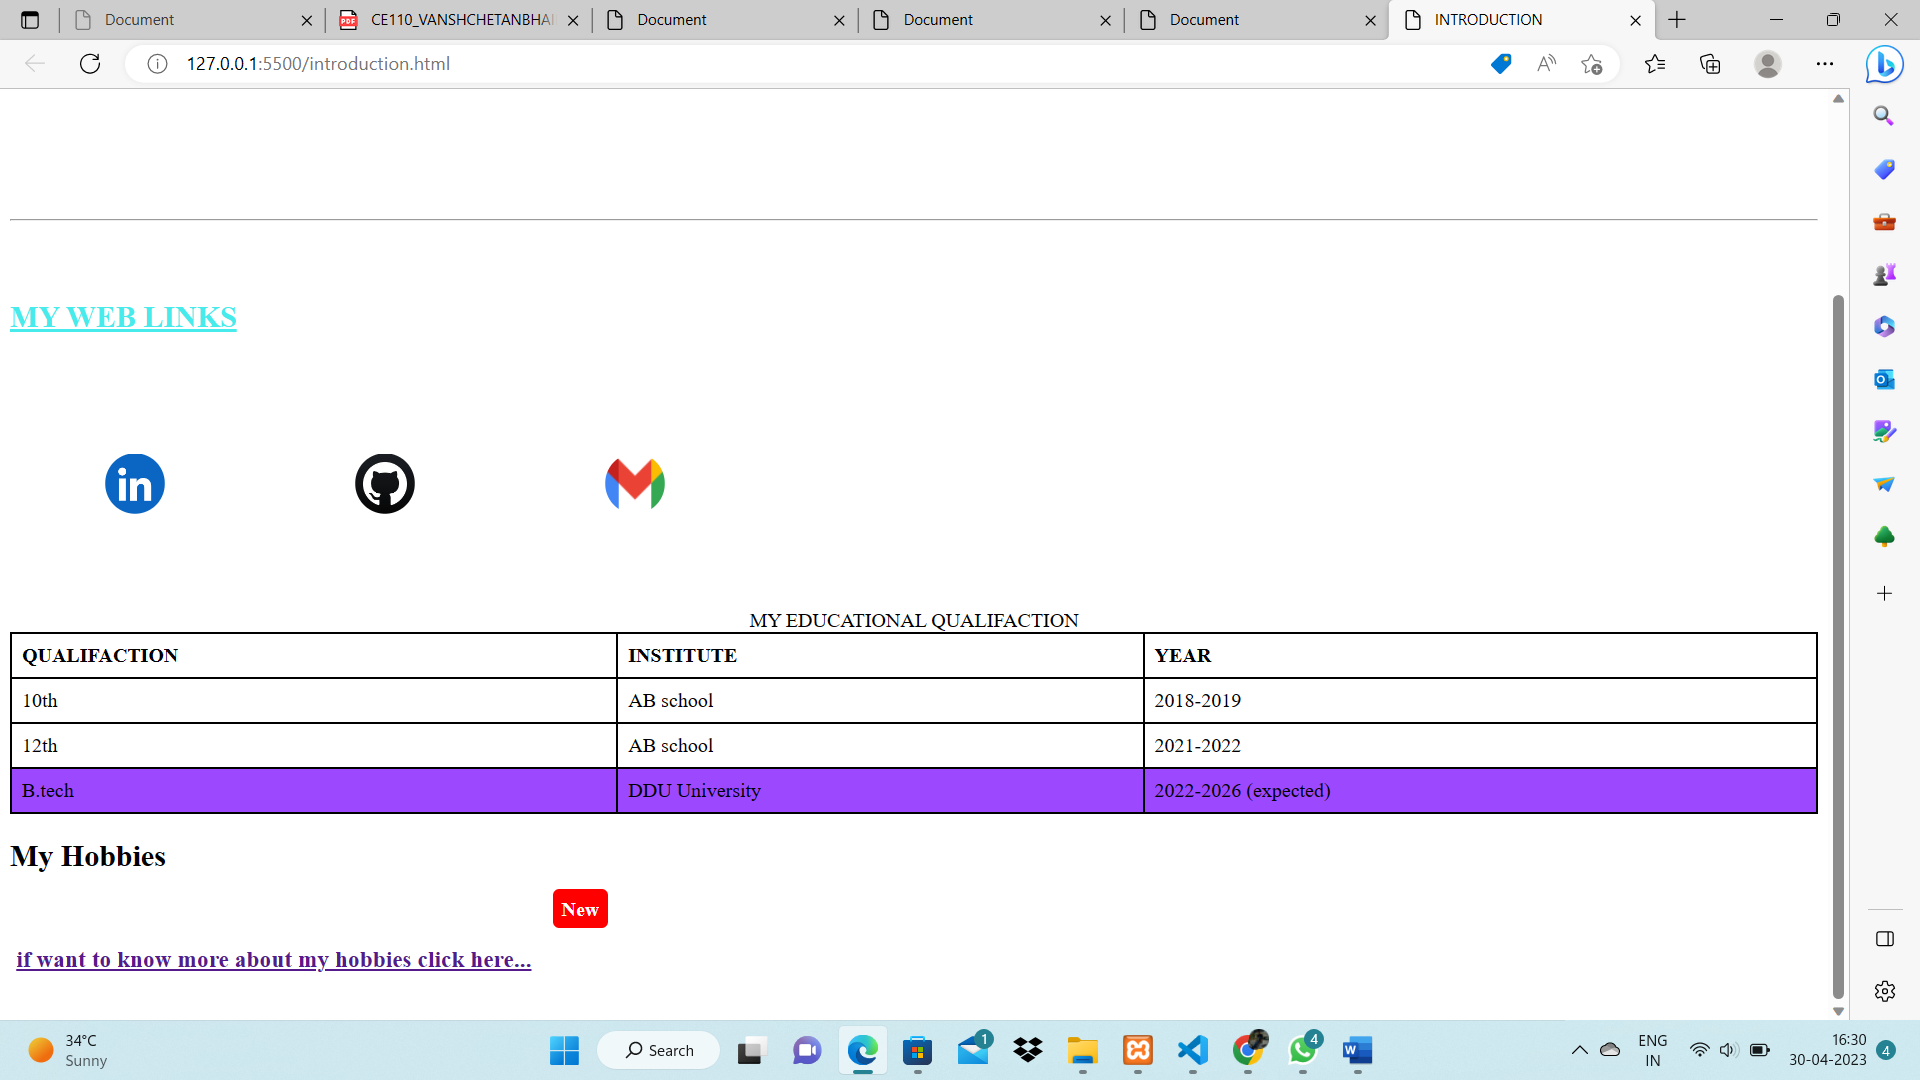 Document
CE110_VANSHCHETANBHAI
Document
Document
Document
INTRODUCTION
127.0.0.1:5500/introduction.html
MY WEB LINKS
in
MY EDUCATIONAL QUALIFACTION
QUALIFACTION INSTITUTE YEAR
10th AB school 2018-2019
12th AB school 2021-2022
B.tech DDU University 2022-2026 (expected)
My Hobbies
New
if want to know more about my hobbies click here...
34°C
Sunny
Search
1
4
ENG
IN
16:30
30-04-2023
4